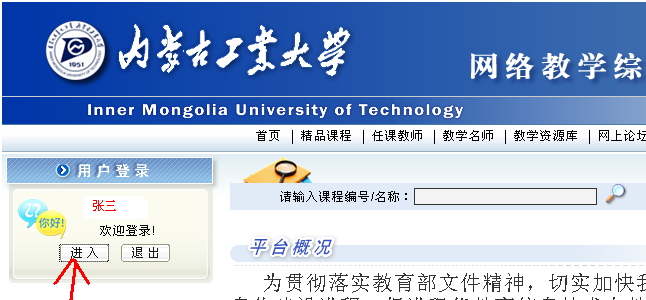 1951
内蒙古工业大学
网络教学综
Inner Mongolia University of Technology
首页 | 精品课程 | 任课教师 | 教学名师 | 教学资源库 | 网上论坛
用户登录
请输入课程编号/名称：
你好!
张三
欢迎登录!
进入 退出
平台概况
为贯彻落实教育部文件精神，切实加快我